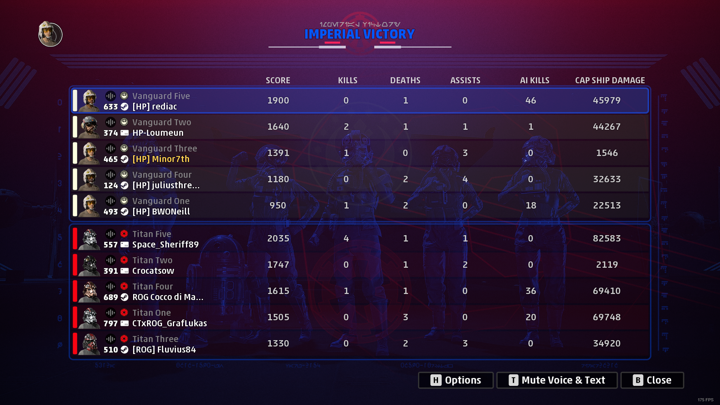 IMPERIAL VICTORY
SCORE KILLS DEATHS ASSISTS AI KILLS CAP SHIP DAMAGE
Vanguard Five
633 [HP] rediac 1900 0 1 0 46 45979
Vanguard Two
374 HP-Loumeun 1640 2 1 1 1 44267
Vanguard Three
465 [HP] Minor7th 1391 1 0 3 0 1546
Vanguard Four
124 [HP] juliusthre... 1180 0 2 4 0 32633
Vanguard One
493 [HP] BWONeill 950 1 2 0 18 22513
Titan Five
557 Space_Sheriff89 2035 4 1 1 0 82583
Titan Two
391 Crocatsow 1747 0 1 2 0 2119
Titan Four
689 ROG Cocco di Ma... 1615 1 1 0 36 69410
Titan One
797 CTxROG_GrafLukas 1505 0 3 0 20 69748
Titan Three
510 [ROG] Fluvius84 1330 0 2 3 0 34920
H Options T Mute Voice & Text B Close